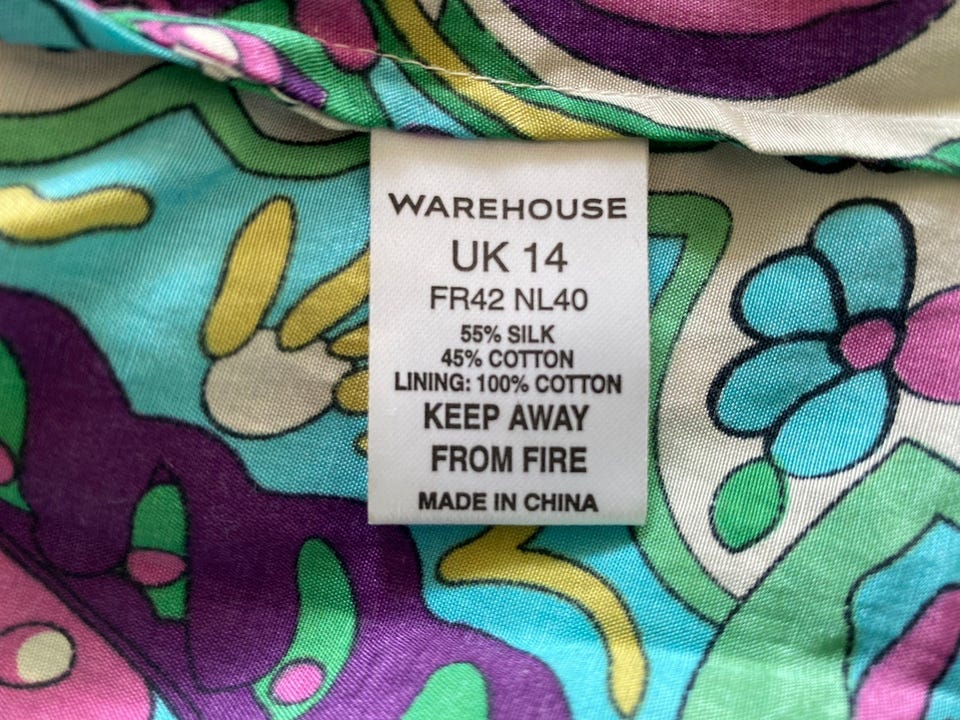 WAREHOUSE
UK 14
FR42 NL40
55% SILK
45% COTTON
LINING: 100% COTTON
KEEP AWAY
FROM FIRE
MADE IN CHINA